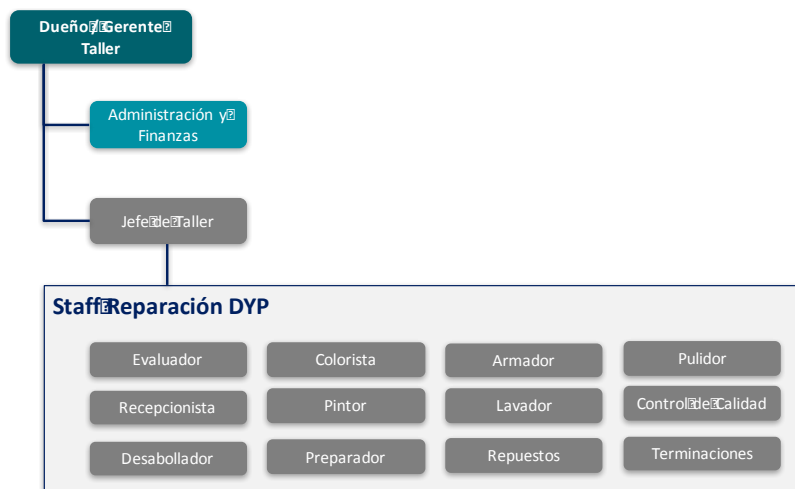 Dueño / Gerente
Taller
Administración y
Finanzas
Jefe de Taller
Staff Reparación DYP
Evaluador
Colorista
Armador
Pulidor
Recepcionista
Pintor
Lavador
Control de Calidad
Desabollador
Preparador
Repuestos
Terminaciones